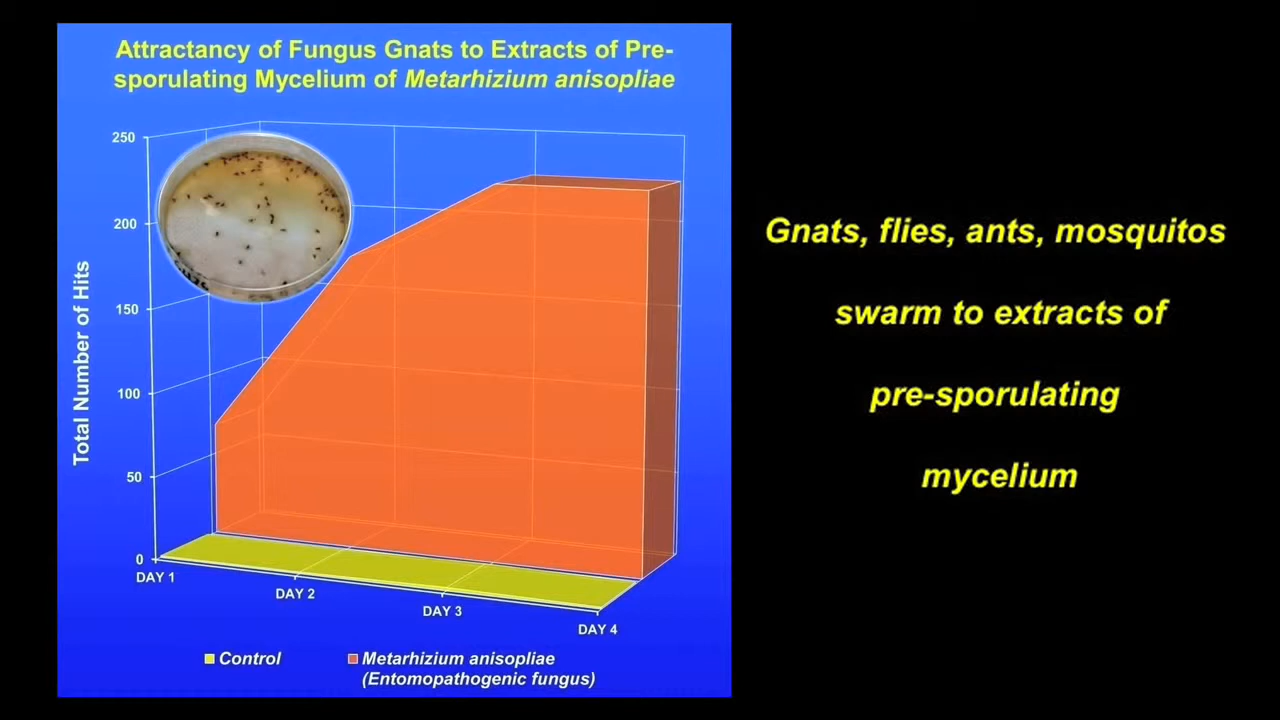 Attractancy of Fungus Gnats to Extracts of Pre-
sporulating Mycelium of Metarhizium anisopliae
Total Number of Hits
250
200
150
100
50
0
DAY 1
DAY 2
DAY 3
DAY 4
Control
Metarhizium anisopliae
(Entomopathogenic fungus)
Gnats, flies, ants, mosquitos
swarm to extracts of
pre-sporulating
mycelium